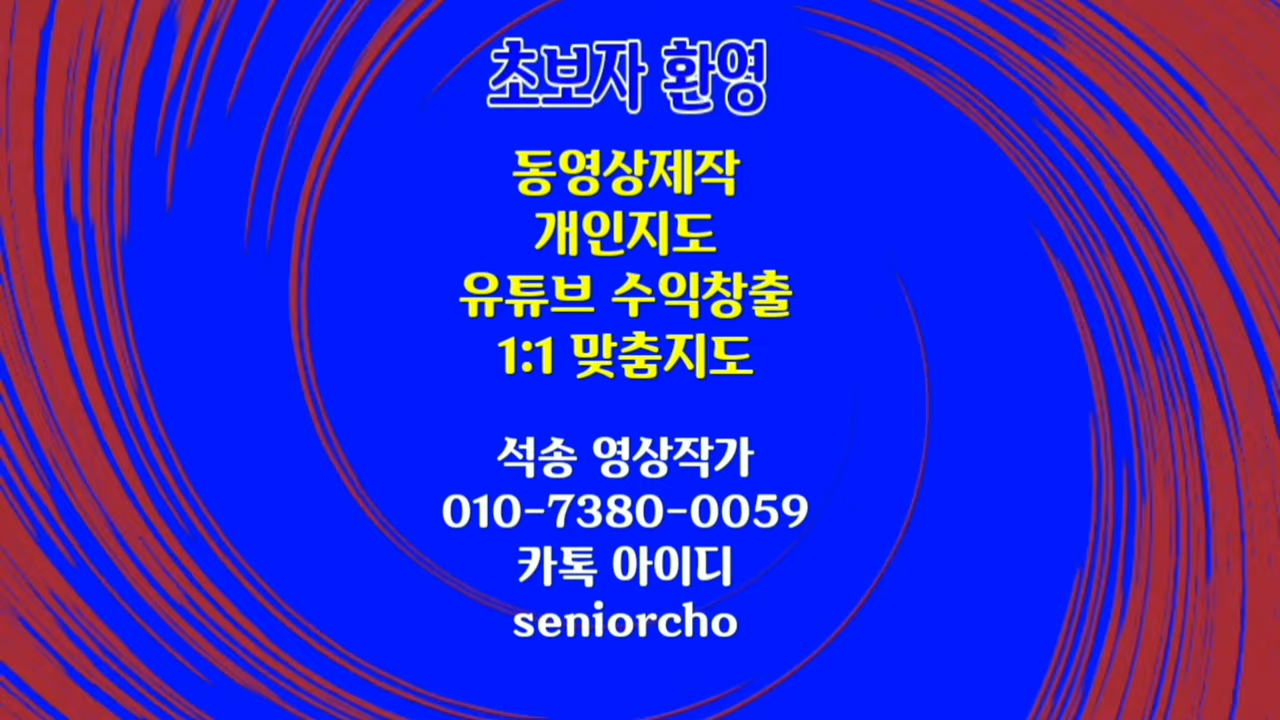 초보자 환영
동영상제작
개인지도
유튜브 수익창출
1:1 맞춤지도
석송 영상작가
010-7380-0059
카톡 아이디
seniorcho